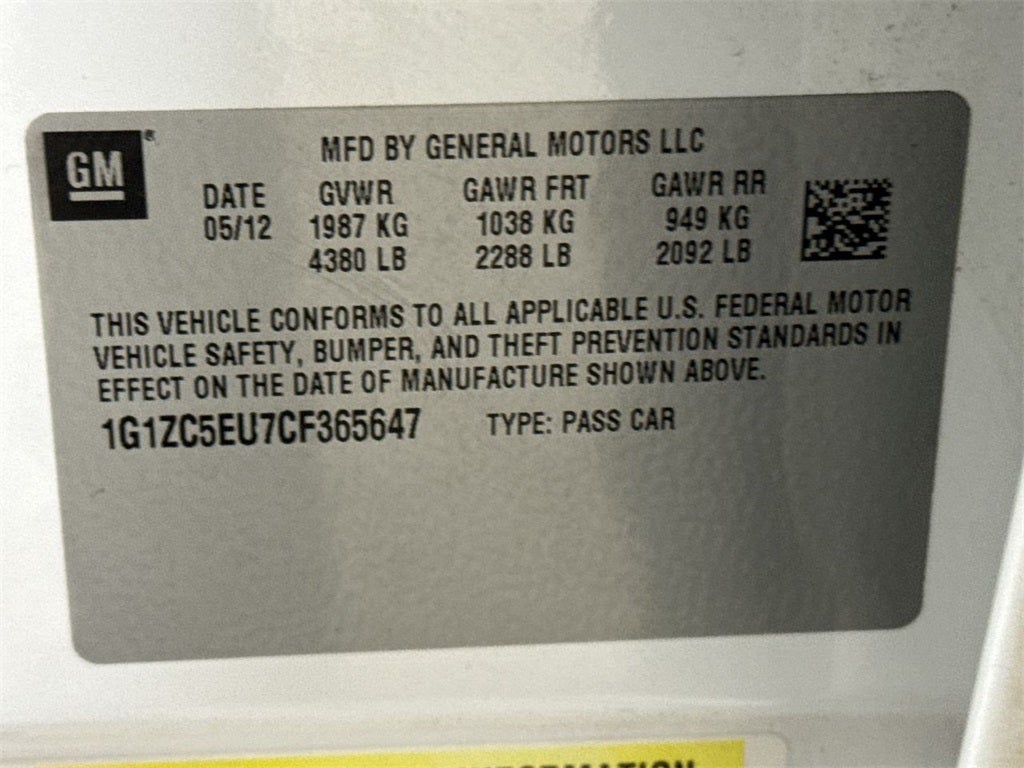 GM®
MFD BY GENERAL MOTORS LLC
DATE GVWR GAWR FRT GAWR RR
05/12 1987 KG 1038 KG 949 KG
4380 LB 2288 LB 2092 LB
THIS VEHICLE CONFORMS TO ALL APPLICABLE U.S. FEDERAL MOTOR
VEHICLE SAFETY, BUMPER, AND THEFT PREVENTION STANDARDS IN
EFFECT ON THE DATE OF MANUFACTURE SHOWN ABOVE.
1G1ZC5EU7CF365647 TYPE: PASS CAR
INFORMATION